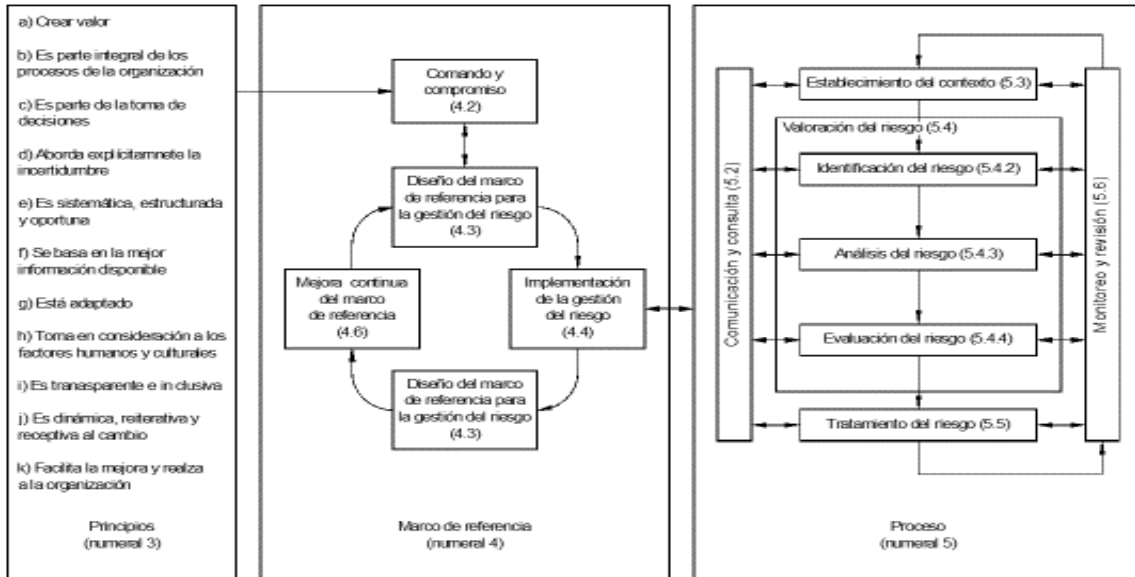 a) Crear valor
b) Es parte integral de los
procesos de la organización
c) Es parte de la toma de
decisiones
d) Aborda explícitamnete la
incertidumbre
e) Es sistemática, estructurada
y oportuna
f) Se basa en la mejor
información disponible
g) Está adaptado
h) Toma en consideración a los
factores humanos y culturales
i) Es transparente e in clusiva
j) Es dinámica, reiterativa y
receptiva al cambio
k) Facilita la mejora y realza
a la organización
Principios
(numeral 3)
Comando y
compromiso
(4.2)
Diseño del marco
de referencia para
la gestión del riesgo
(4.3)
Mejora continua
del marco
de referencia
(4.6)
Implementación
de la gestión
del riesgo
(4.4)
Diseño del marco
de referencia para
la gestión del riesgo
(4.3)
Marco de referencia
(numeral 4)
Comunicación y consulta (5.2)
Establecimiento del contexto (5.3)
Valoración del riesgo (5.4)
Identificación del riesgo (5.4.2)
Análisis del riesgo (5.4.3)
Evaluación del riesgo (5.4.4)
Tratamiento del riesgo (5.5)
Monitoreo y revisión (5.6)
Proceso
(numeral 5)